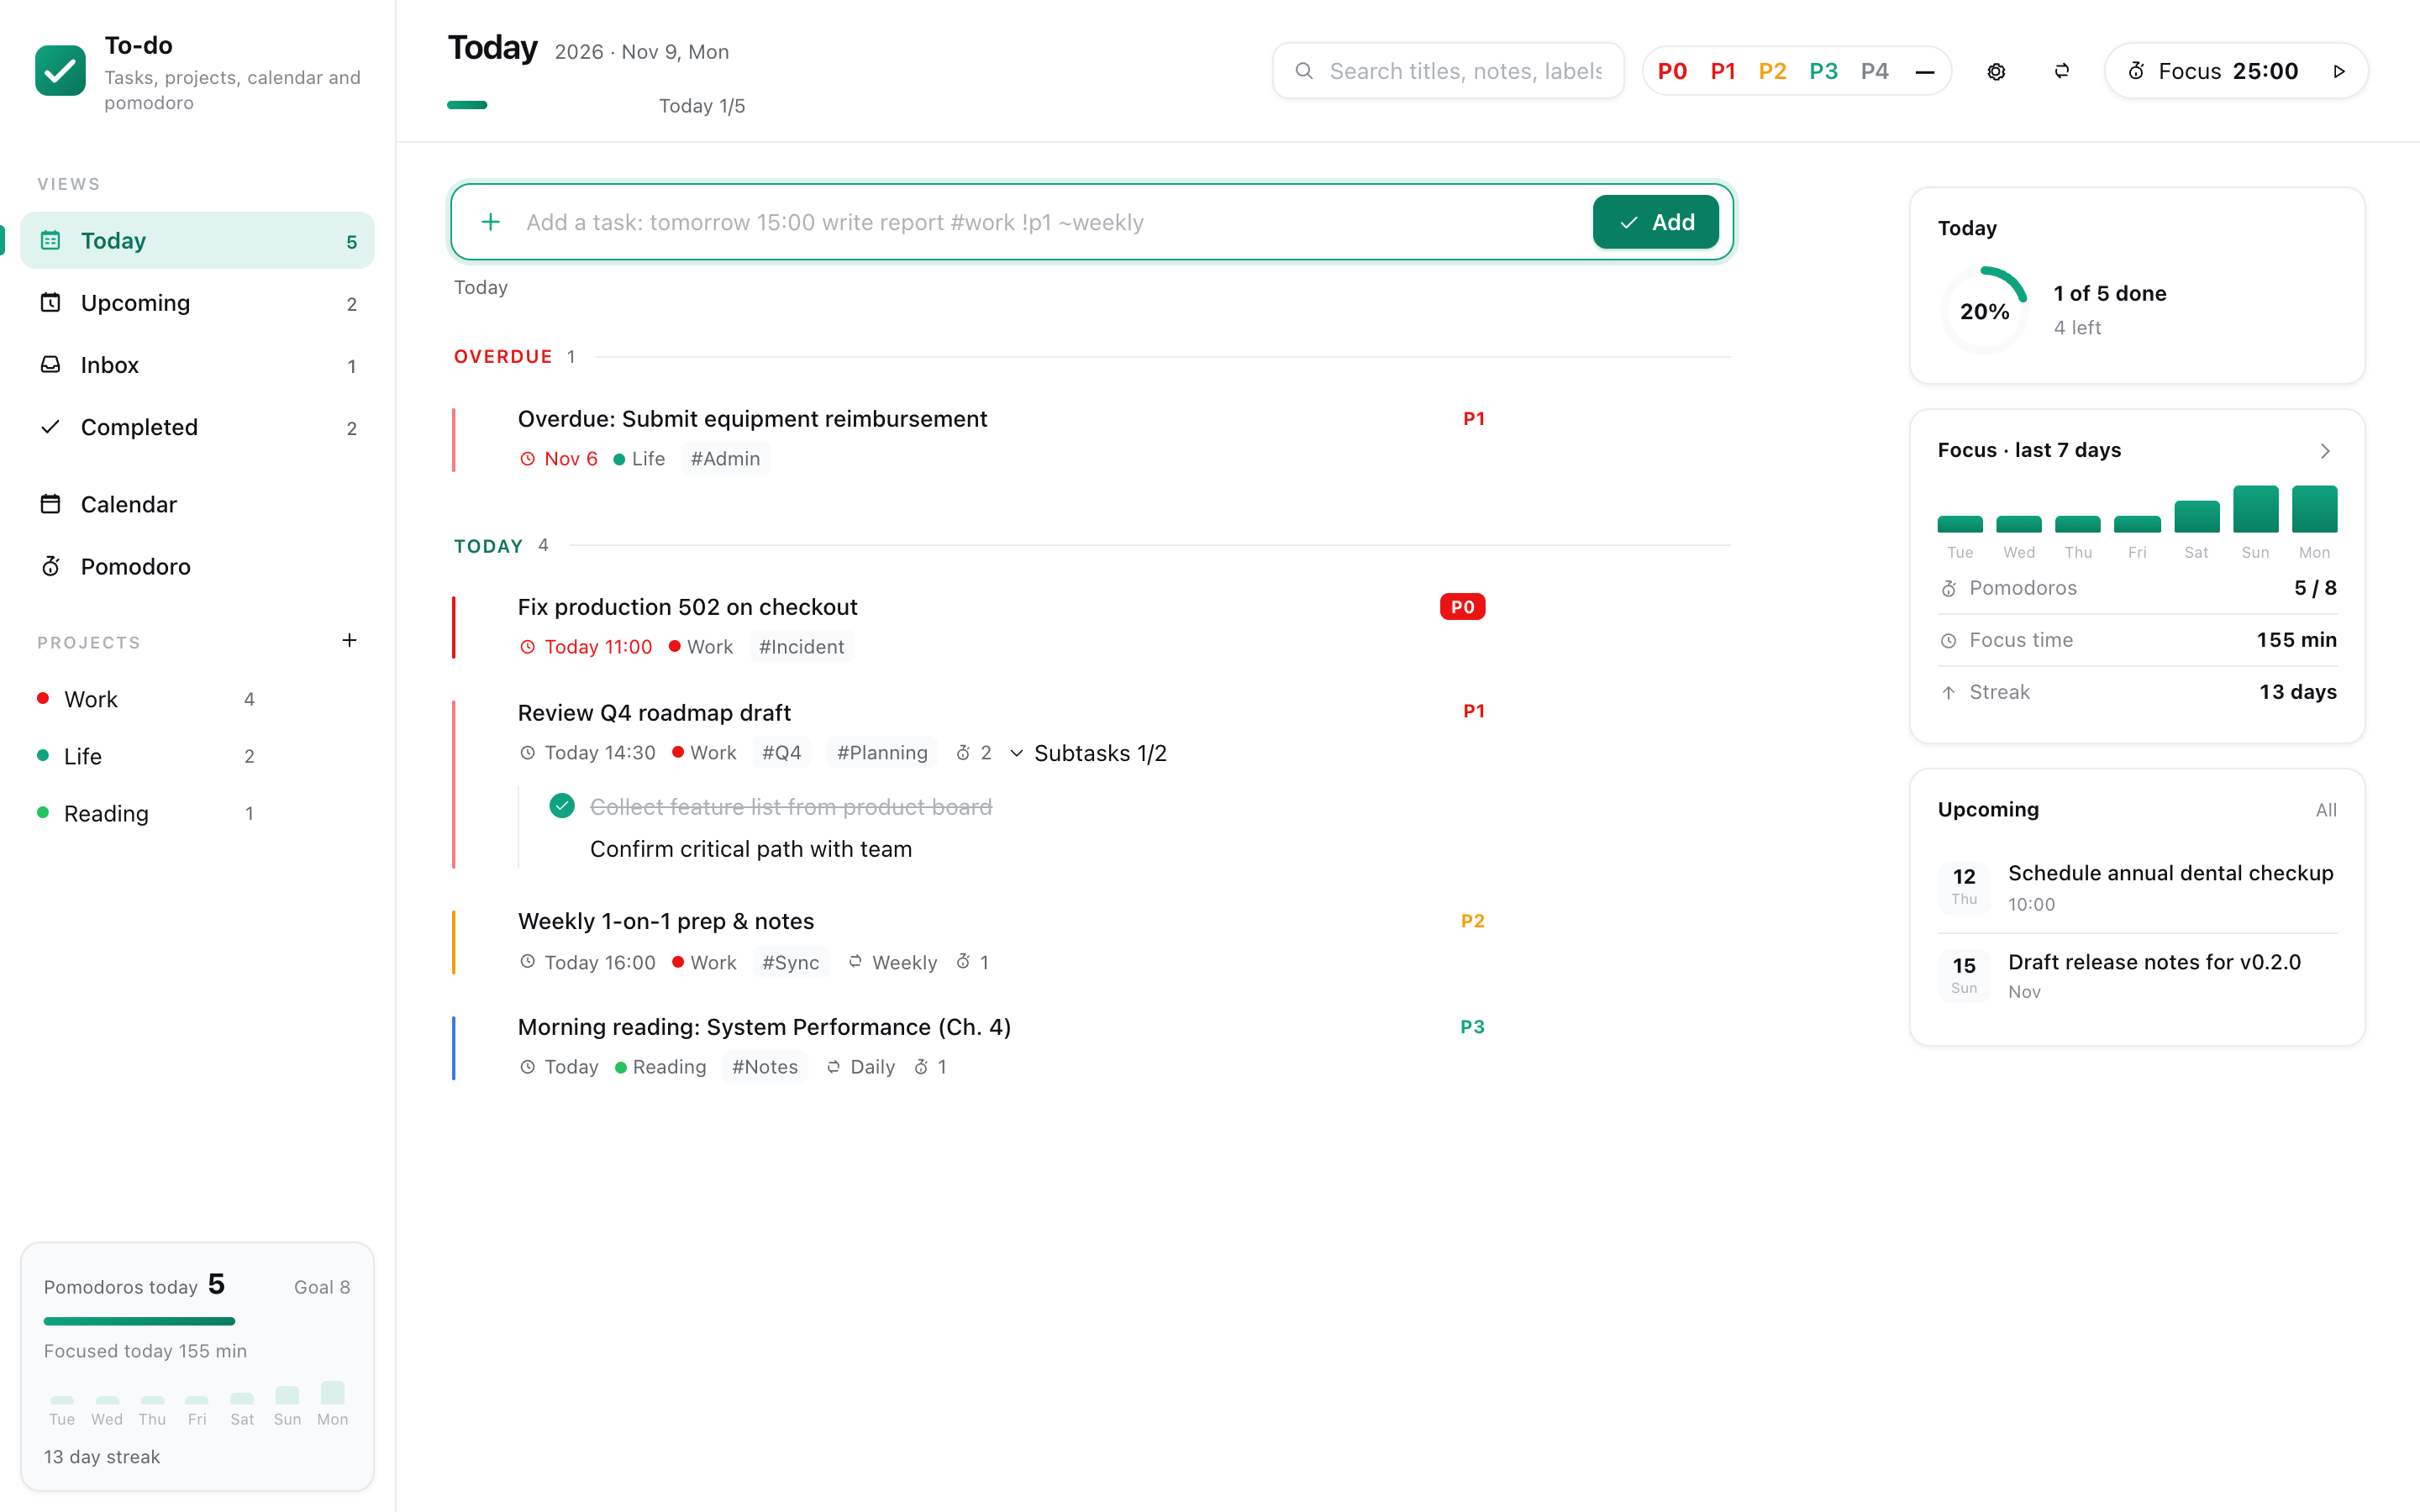 To-do
Tasks, projects, calendar and
pomodoro
VIEWS
Today 5
Upcoming 2
Inbox 1
Completed 2
Calendar
Pomodoro
PROJECTS
Work 4
Life 2
Reading 1
Pomodoros today 5 Goal 8
Focused today 155 min
Tue Wed Thu Fri Sat Sun Mon
13 day streak
Today 2026 · Nov 9, Mon
Today 1/5
Search titles, notes, labels
P0 P1 P2 P3 P4 —
Focus 25:00
Add a task: tomorrow 15:00 write report #work !p1 ~weekly
Add
Today
OVERDUE 1
Overdue: Submit equipment reimbursement P1
Nov 6 Life #Admin
TODAY 4
Fix production 502 on checkout P0
Today 11:00 Work #Incident
Review Q4 roadmap draft P1
Today 14:30 Work #Q4 #Planning 2 Subtasks 1/2
Collect feature list from product board
Confirm critical path with team
Weekly 1-on-1 prep & notes P2
Today 16:00 Work #Sync Weekly 1
Morning reading: System Performance (Ch. 4) P3
Today Reading #Notes Daily 1
Today
20%
1 of 5 done
4 left
Focus · last 7 days
Tue Wed Thu Fri Sat Sun Mon
Pomodoros 5 / 8
Focus time 155 min
Streak 13 days
Upcoming All
12 Thu
Schedule annual dental checkup
10:00
15 Sun
Draft release notes for v0.2.0
Nov